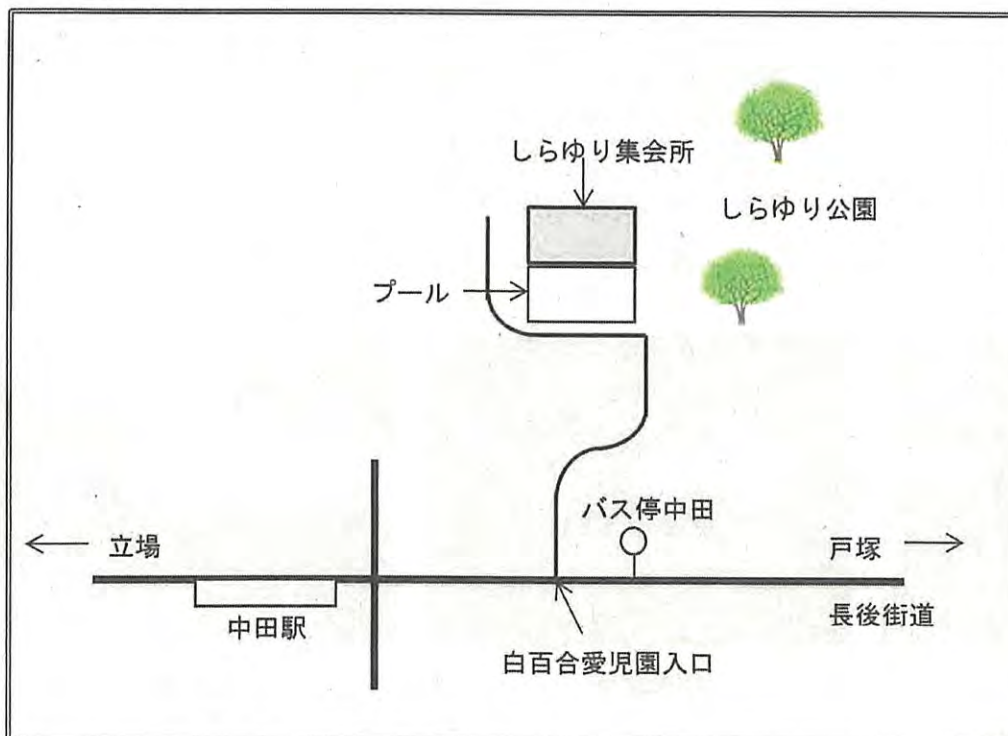 しらゆり集会所
しらゆり公園
プール
バス停中田
立場
戸塚
中田駅
長後街道
白百合愛児園入口